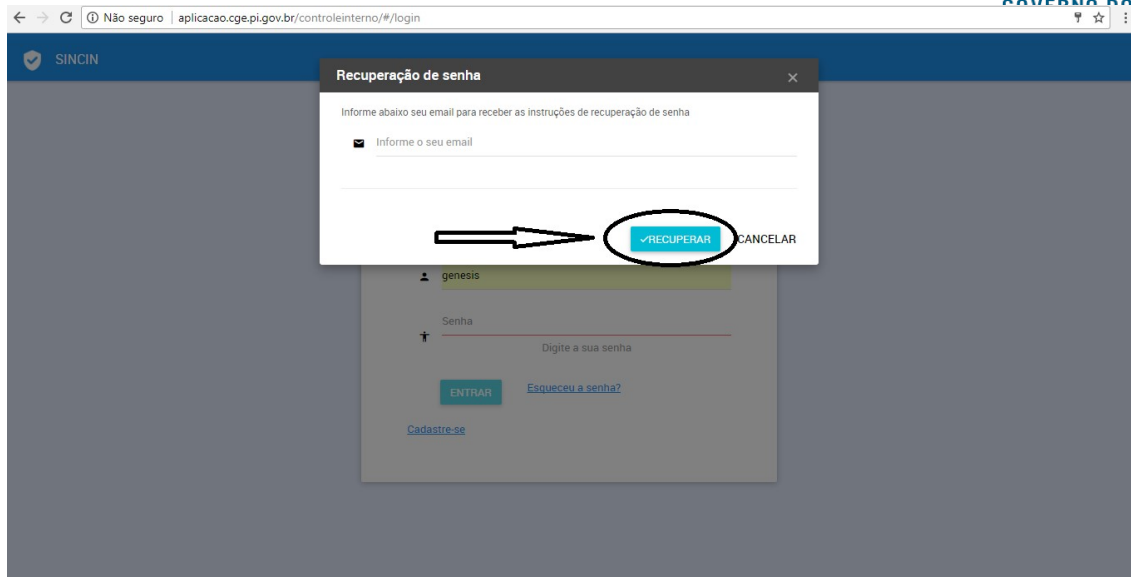 GOVERNO DO
Não seguro | aplicacao.cge.pi.gov.br/controleinterno/#/login
SINCIN
Recuperação de senha
Informe abaixo seu email para receber as instruções de recuperação de senha
Informe o seu email
RECUPERAR CANCELAR
genesis
Senha
Digite a sua senha
ENTRAR Esqueceu a senha?
Cadastre-se